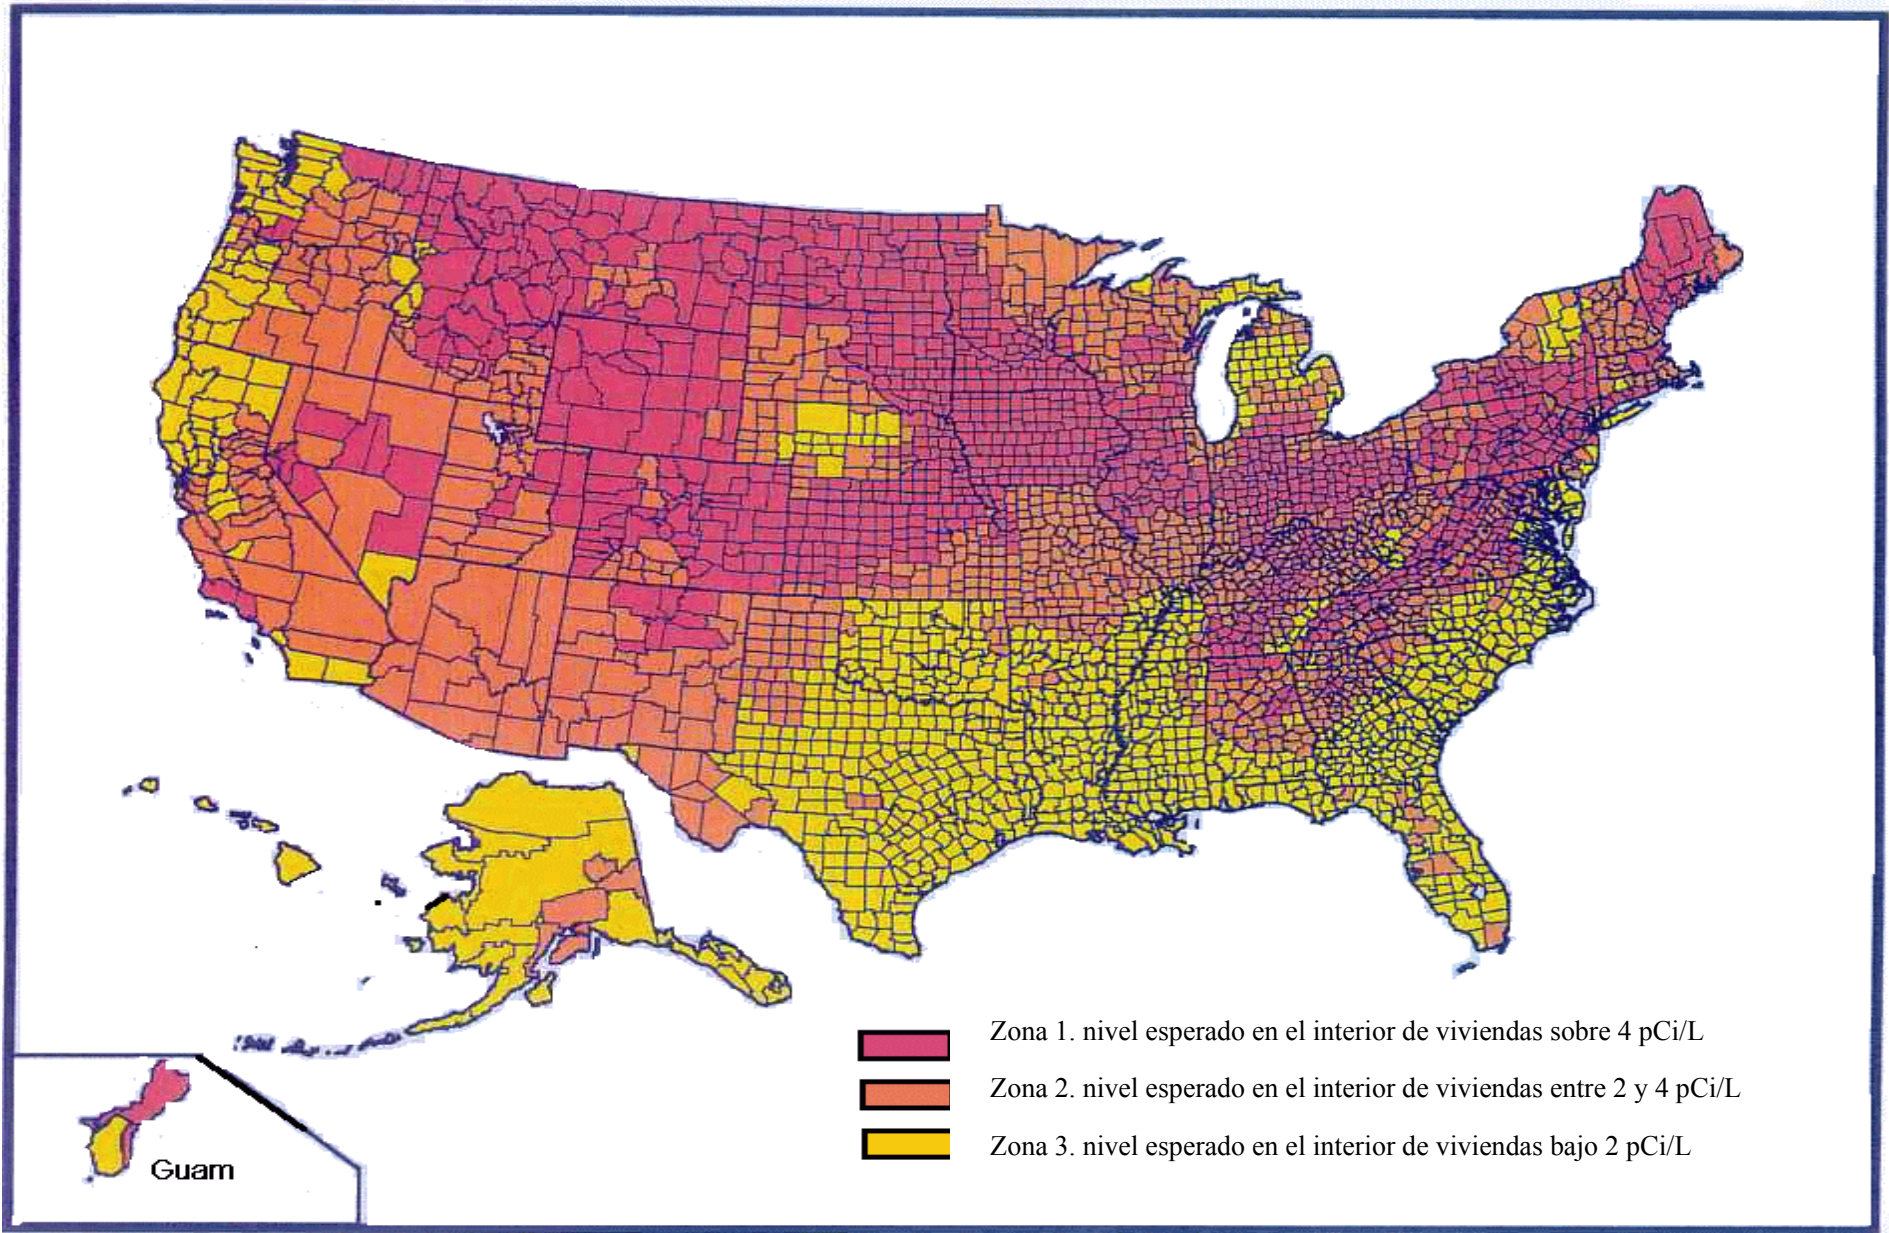 Zona 1. nivel esperado en el interior de viviendas sobre 4 pCi/L
Zona 2. nivel esperado en el interior de viviendas entre 2 y 4 pCi/L
Zona 3. nivel esperado en el interior de viviendas bajo 2 pCi/L
Guam